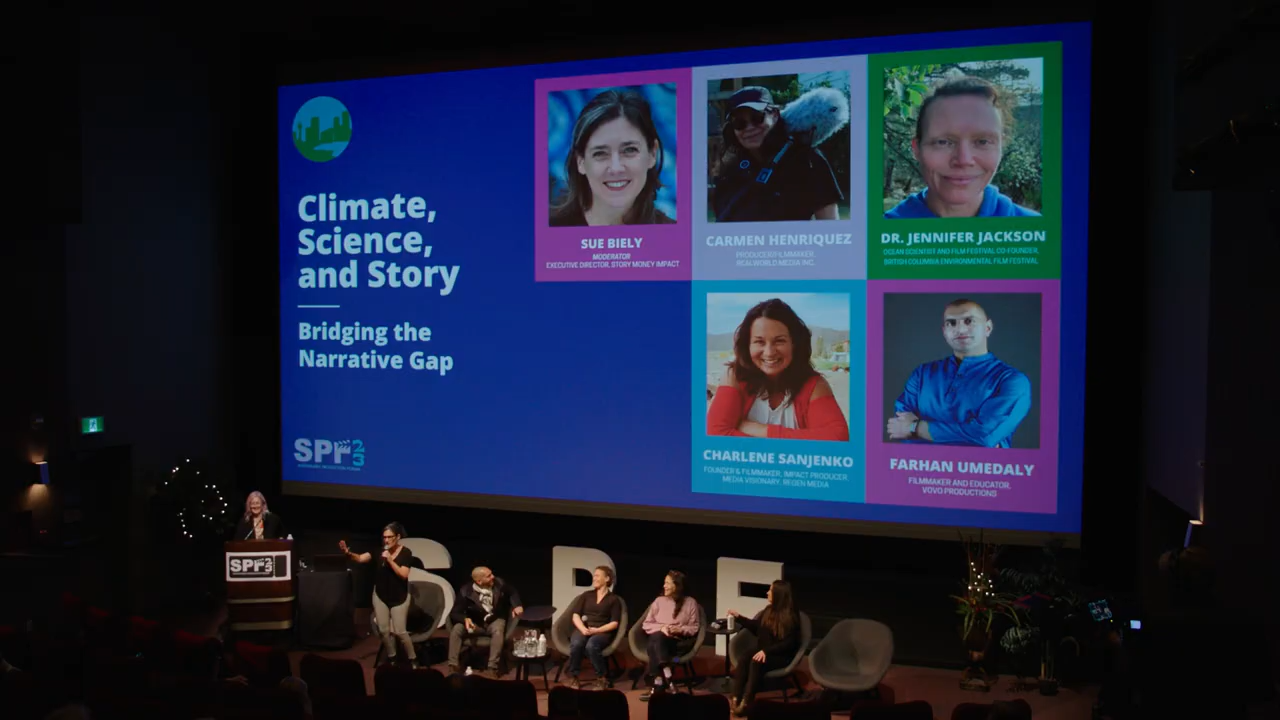 Climate,
Science,
and Story
Bridging the
Narrative Gap
SPF23
SUE BIELY
MODERATOR
EXECUTIVE DIRECTOR, STORY MONEY IMPACT
CARMEN HENRIQUEZ
PRODUCER/FILMMAKER,
REALWORLD MEDIA INC.
DR. JENNIFER JACKSON
OCEAN SCIENTIST AND FILM FESTIVAL CO-FOUNDER,
BRITISH COLUMBIA ENVIRONMENTAL FILM FESTIVAL
CHARLENE SANJENKO
FOUNDER & FILMMAKER, IMPACT PRODUCER,
MEDIA VISIONARY, REGEN MEDIA
FARHAN UMEDALY
FILMMAKER AND EDUCATOR,
VOVO PRODUCTIONS
SPF23
S P F